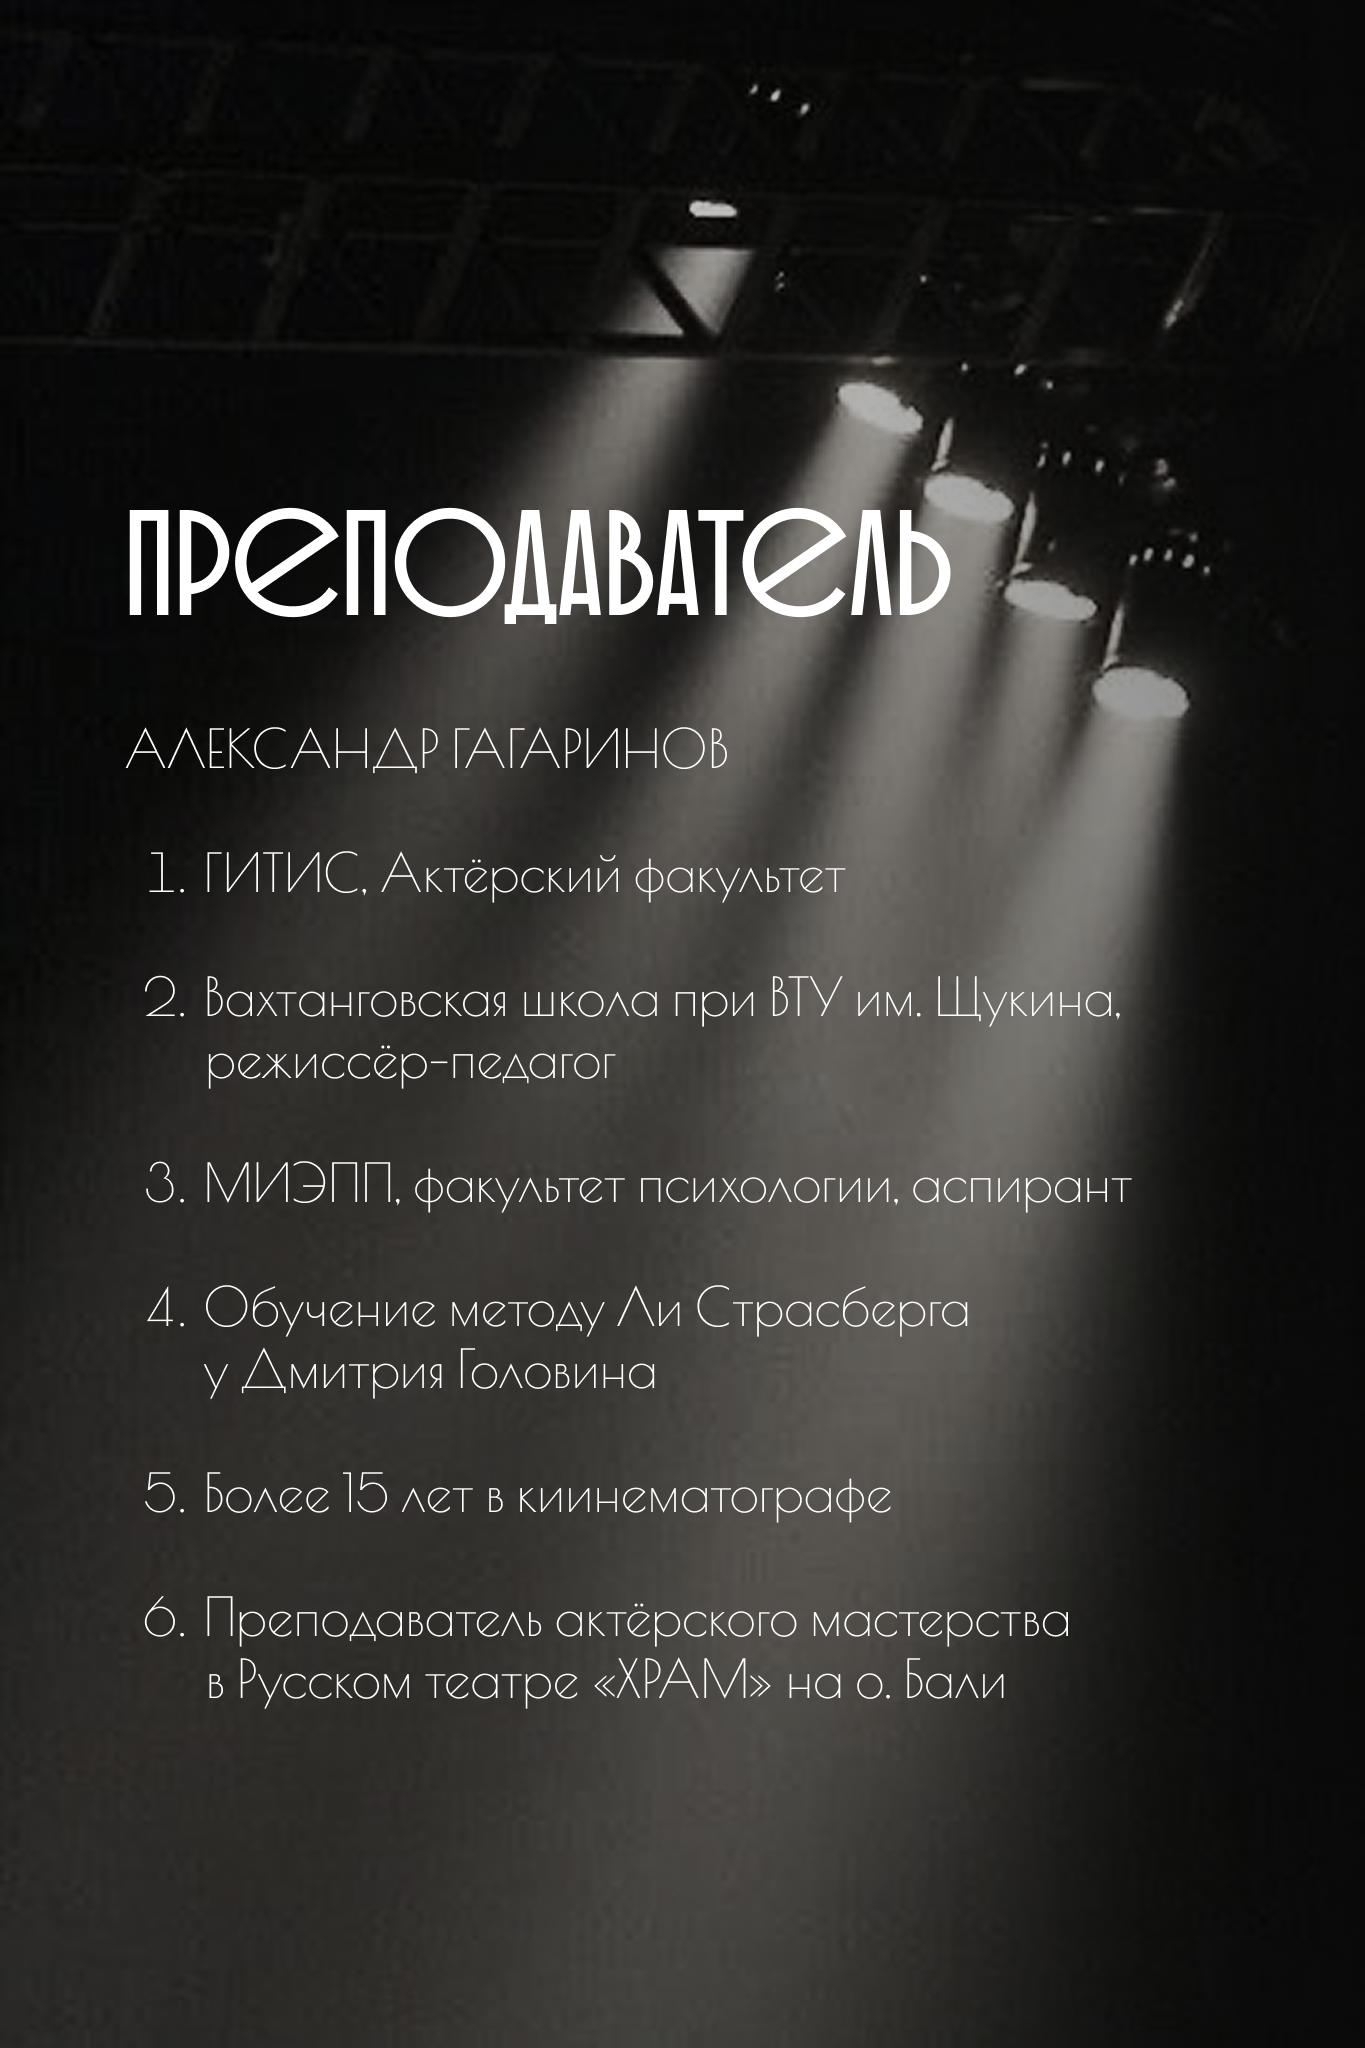 ПРЕПОДАВАТЕЛЬ
АЛЕКСАНДР ГАГАРИНОВ
1. ГИТИС, Актёрский факультет
2. Вахтанговская школа при ВТУ им. Щукина,
режиссёр-педагог
3. МИЭПП, факультет психологии, аспирант
4. Обучение методу Ли Страсберга
у Дмитрия Головина
5. Более 15 лет в киинематографе
6. Преподаватель актёрского мастерства
в Русском театре «ХРАМ» на о. Бали